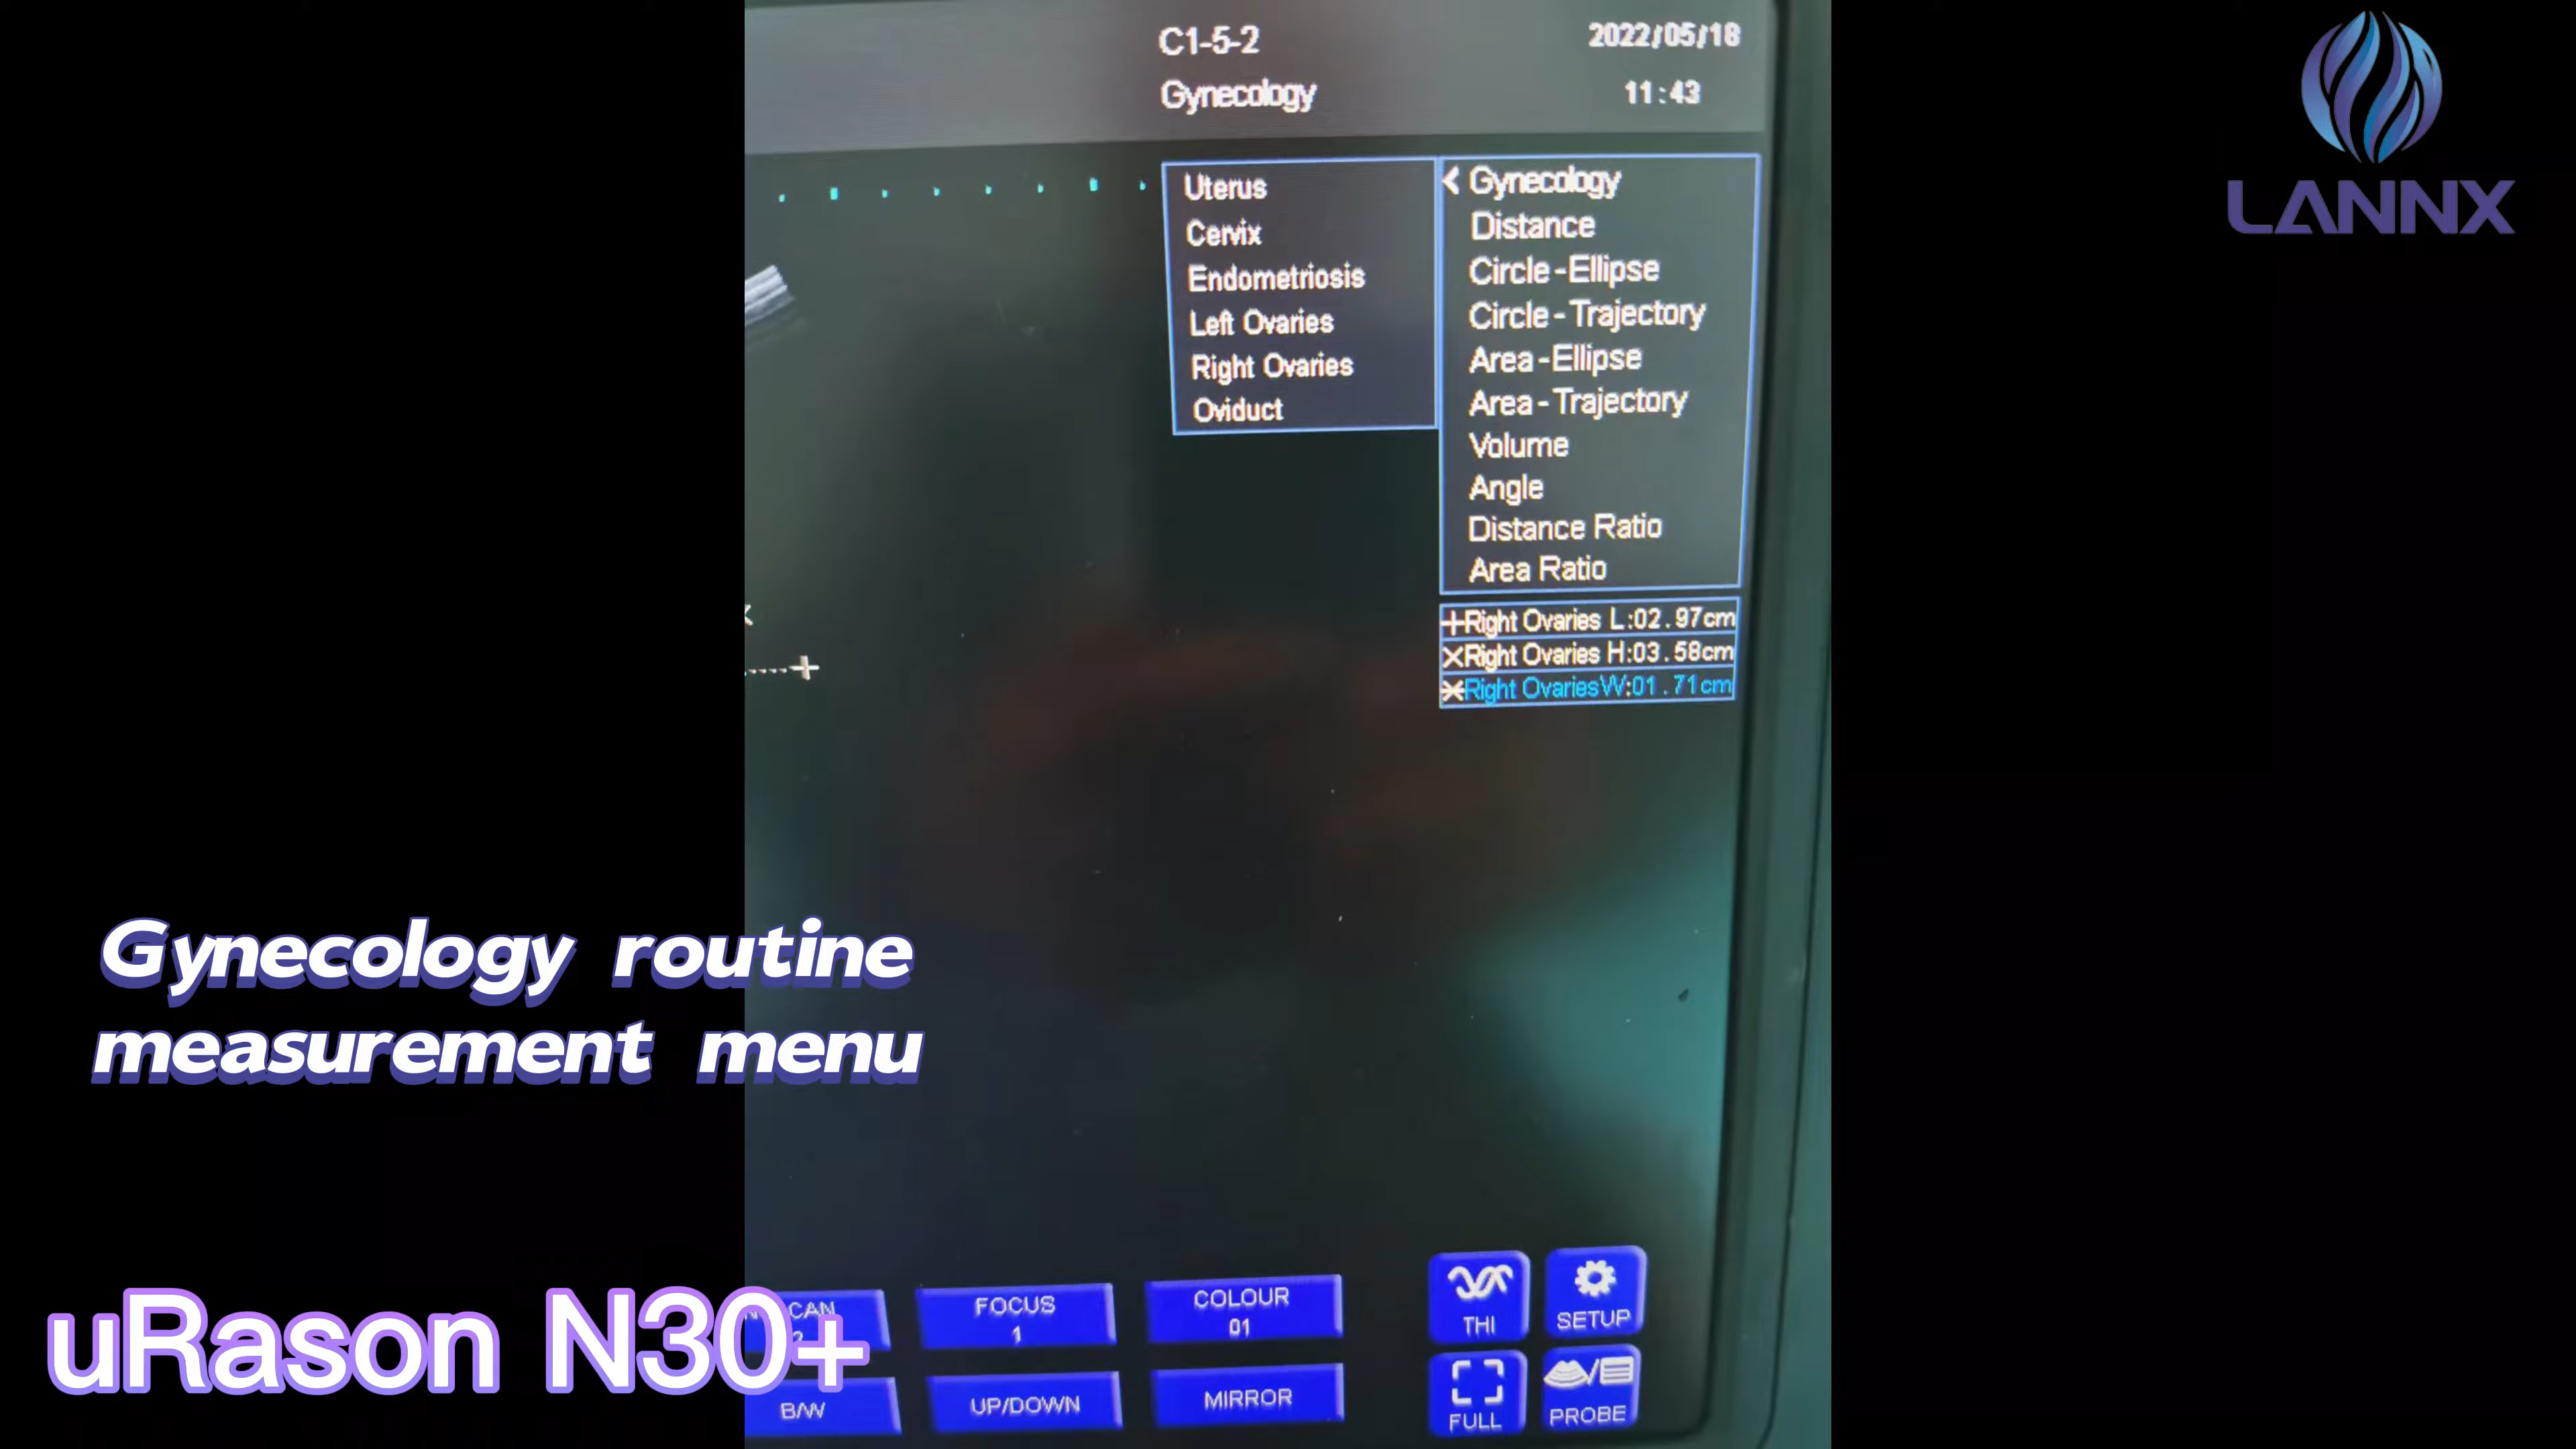 C1-5-2
2022/05/18
Gynecology
11:43
LANNX
Uterus
Cervix
Endometriosis
Left Ovaries
Right Ovaries
Oviduct
Gynecology
Distance
Circle-Ellipse
Circle-Trajectory
Area-Ellipse
Area-Trajectory
Volume
Angle
Distance Ratio
Area Ratio
Right Ovaries L:02.97cm
Right Ovaries H:03.58cm
Right Ovaries W:01.71cm
Gynecology routine
measurement menu
uRason N30+
FOCUS
1
COLOUR
01
THI
SETUP
B/W
UP/DOWN
MIRROR
FULL
PROBE